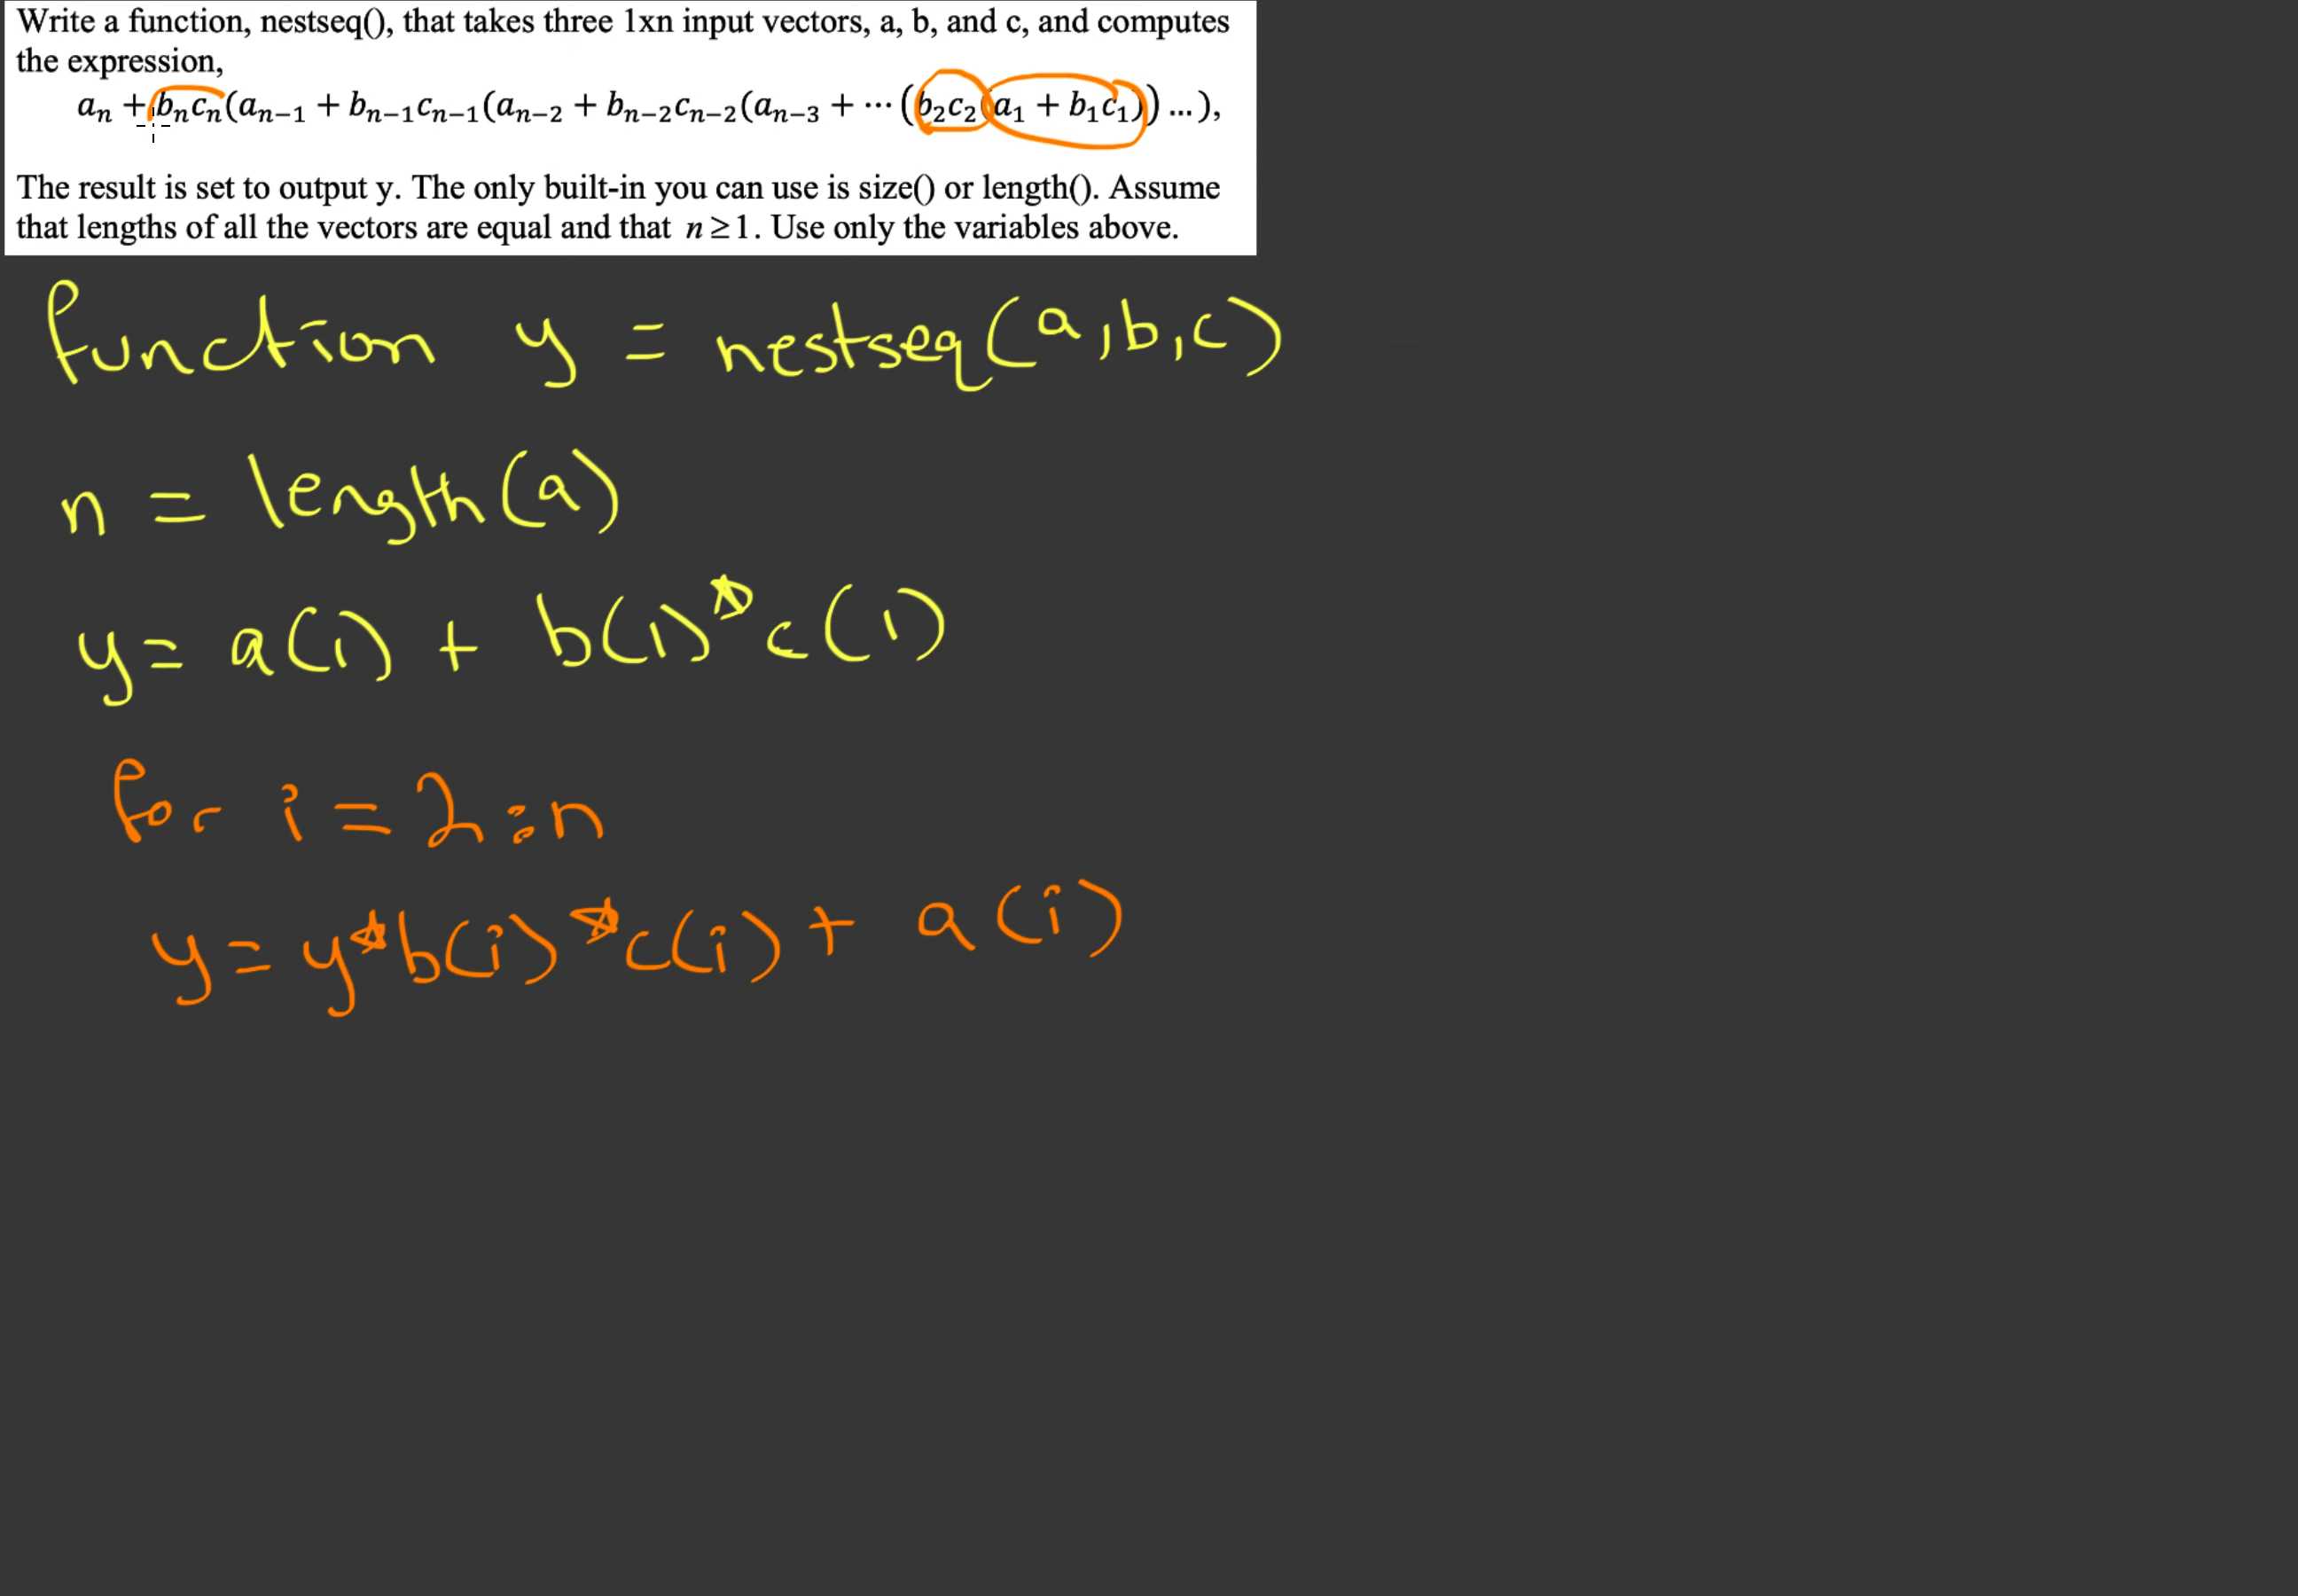 Write a function, nestseq(), that takes three 1xn input vectors, a, b, and c, and computes
the expression,
aₙ + bₙcₙ(aₙ₋₁ + bₙ₋₁cₙ₋₁(aₙ₋₂ + bₙ₋₂cₙ₋₂(aₙ₋₃ + ⋯ (b₂c₂(a₁ + b₁c₁)) … ),
The result is set to output y. The only built-in you can use is size() or length(). Assume
that lengths of all the vectors are equal and that n ≥ 1. Use only the variables above.
function y = nestseq(a,b,c)
n = length(a)
y = a(1) + b(1)*c(1)
for i = 2:n
y = y*b(i)*c(i) + a(i)